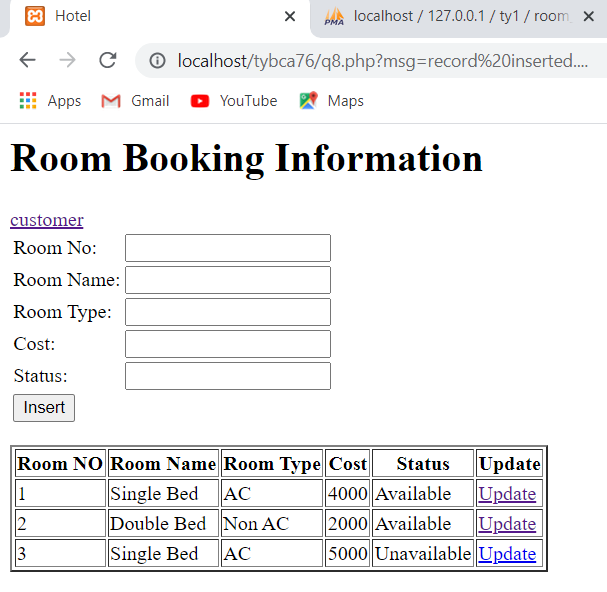 Hotel
PMA localhost / 127.0.0.1 / ty1 / room
localhost/tybca76/q8.php?msg=record%20inserted....
Apps Gmail YouTube Maps
Room Booking Information
customer
Room No:
Room Name:
Room Type:
Cost:
Status:
Insert
Room NO Room Name Room Type Cost Status Update
1 Single Bed AC 4000 Available Update
2 Double Bed Non AC 2000 Available Update
3 Single Bed AC 5000 Unavailable Update